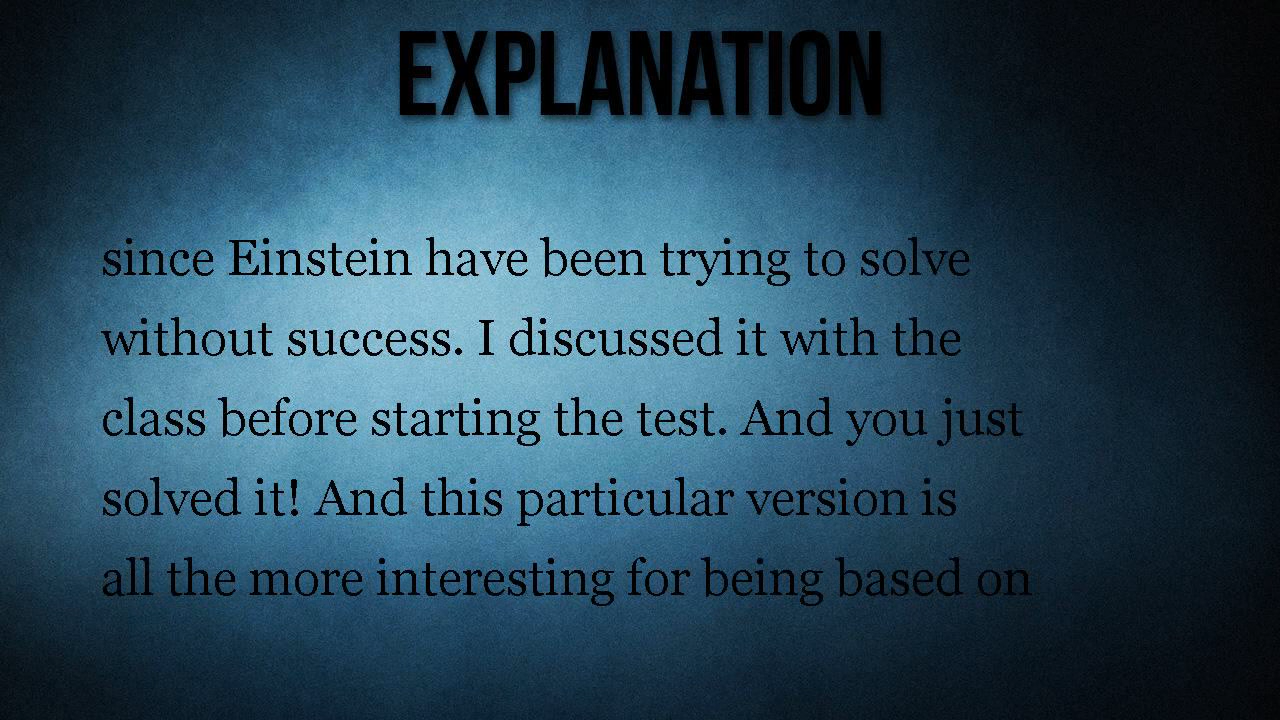 EXPLANATION
since Einstein have been trying to solve
without success. I discussed it with the
class before starting the test. And you just
solved it! And this particular version is
all the more interesting for being based on